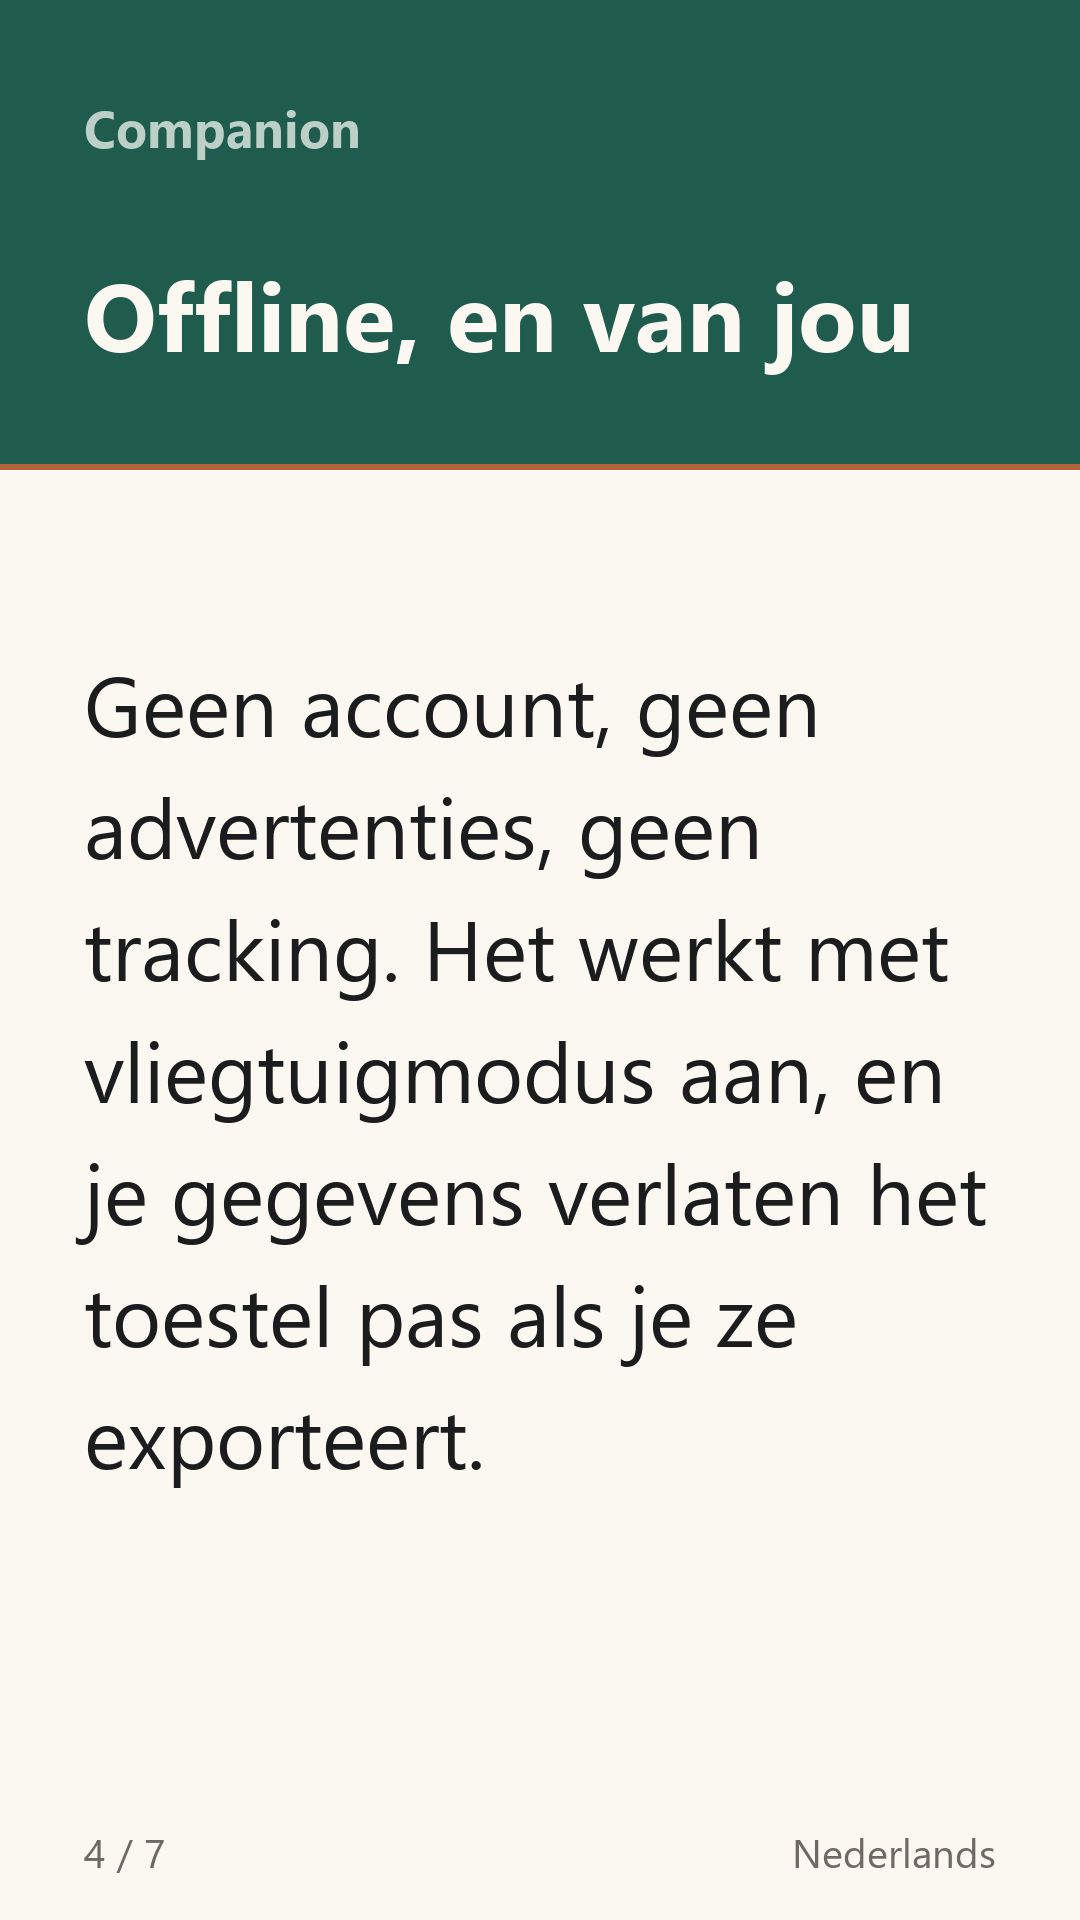 Companion
Offline, en van jou
Geen account, geen
advertenties, geen
tracking. Het werkt met
vliegtuigmodus aan, en
je gegevens verlaten het
toestel pas als je ze
exporteert.
4 / 7
Nederlands